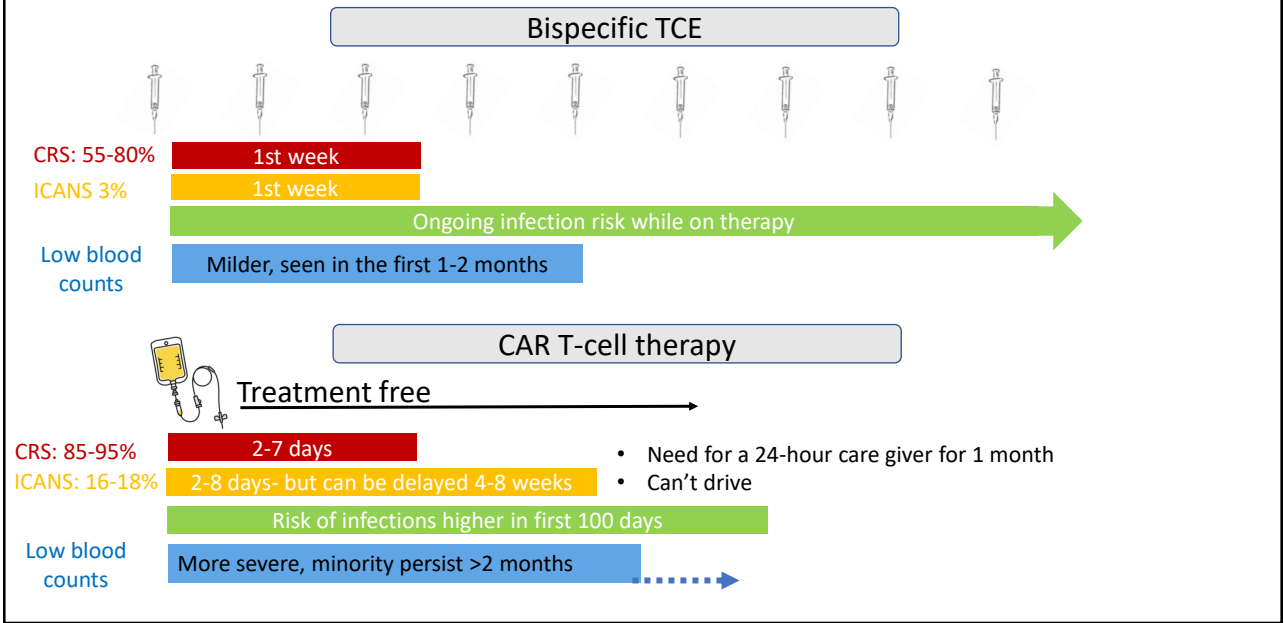 Bispecific TCE
CRS: 55-80%
1st week
ICANS 3%
1st week
Ongoing infection risk while on therapy
Low blood
counts
Milder, seen in the first 1-2 months
CAR T-cell therapy
Treatment free
CRS: 85-95%
2-7 days
ICANS: 16-18%
2-8 days- but can be delayed 4-8 weeks
• Need for a 24-hour care giver for 1 month
• Can’t drive
Risk of infections higher in first 100 days
Low blood
counts
More severe, minority persist >2 months